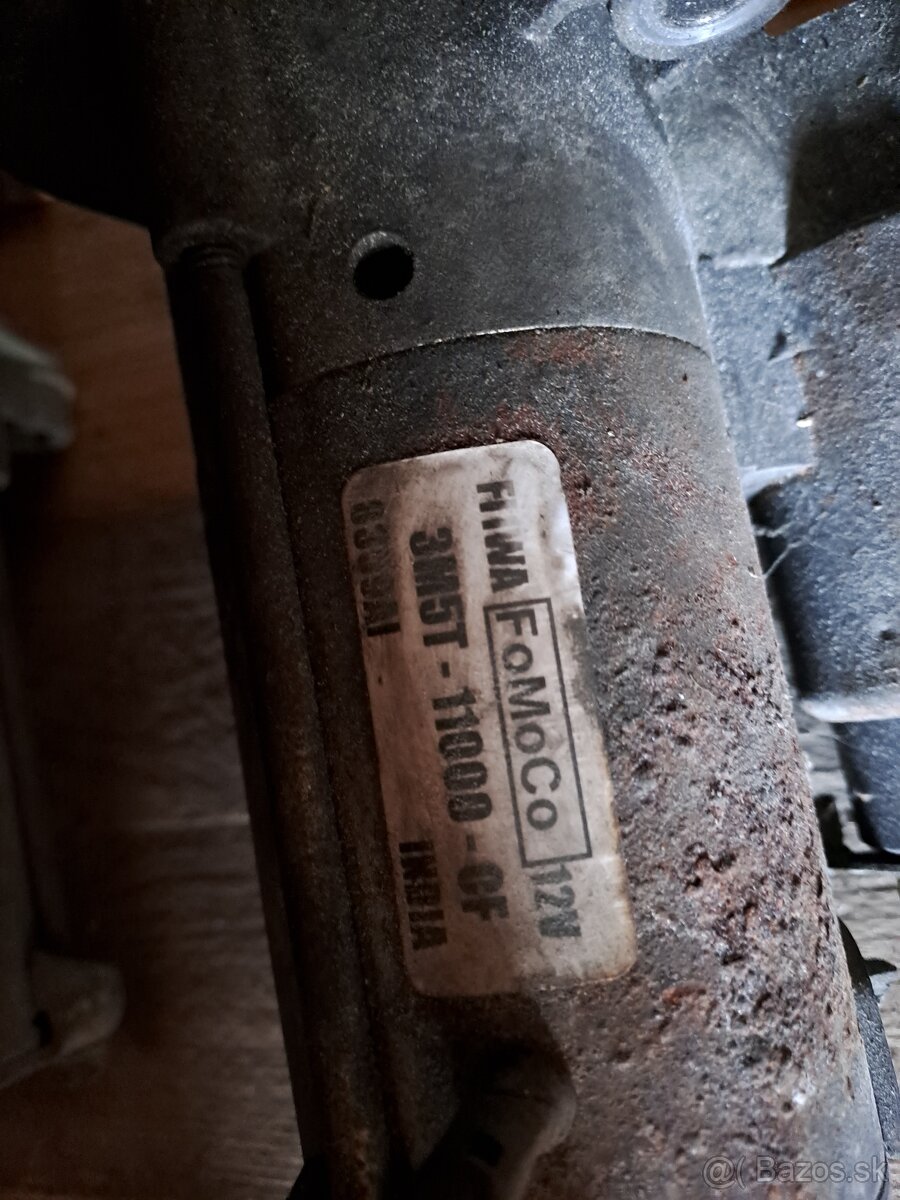 FoMoCo 12V
3M5T - 11000 - CF
INDIA
@( Bazos.sk